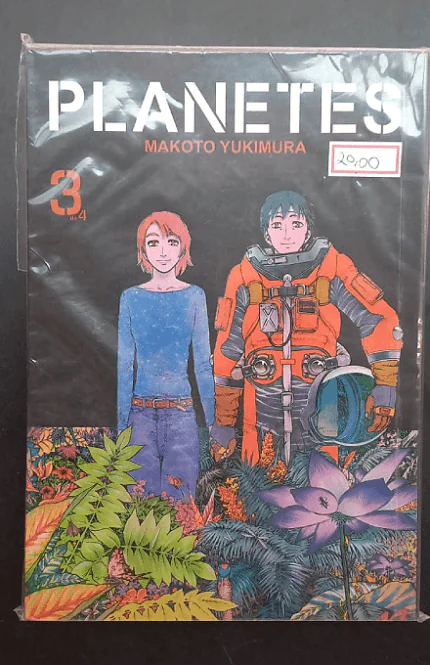 PLANETES
MAKOTO YUKIMURA
20,00
3
de 4